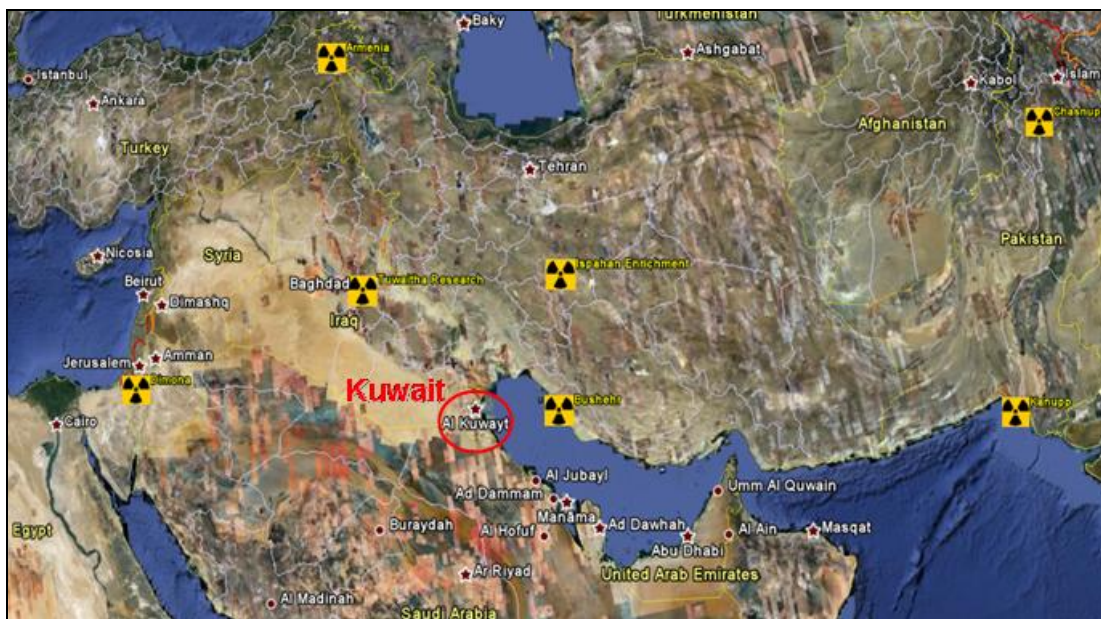 Turkmenistan
Baky
Armenia
Ashgabat
Istanbul
Kabol
Islam
Ankara
Chasnupp
Afghanistan
Turkey
Tehran
Pakistan
Nicosia
Syria
Ispahan Enrichment
Beirut
Baghdad
Tuwaitha Research
Dimashq
Iraq
Jerusalem
Amman
Dimona
Kuwait
Bushehr
Kanupp
Cairo
Al Kuwayt
Al Jubayl
Ad Dammam
Umm Al Quwain
Manāma
Egypt
Buraydah
Al Hofuf
Ad Dawhah
Al Ain
Masqat
Abu Dhabi
Ar Riyad
United Arab Emirates
Al Madinah
Saudi Arabia